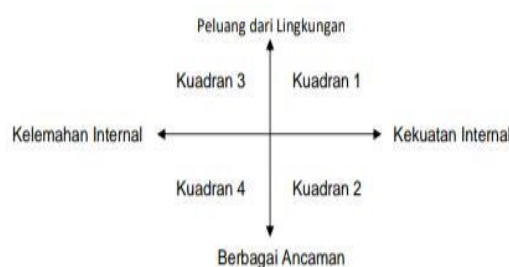 Peluang dari Lingkungan
Kuadran 3
Kuadran 1
Kelemahan Internal
Kekuatan Internal
Kuadran 4
Kuadran 2
Berbagai Ancaman